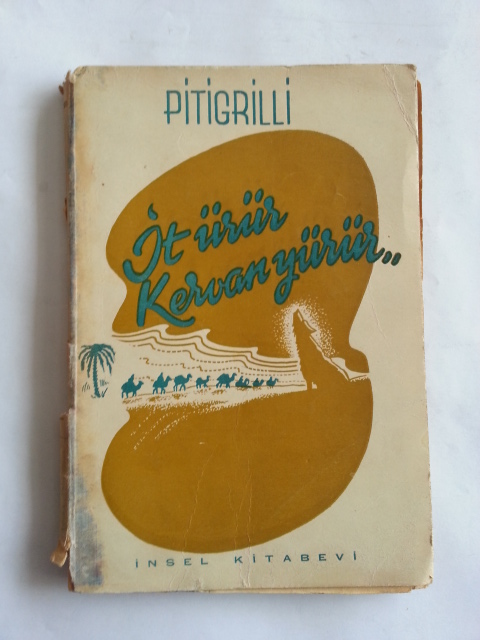 PİTİGRİLLİ
İt ürür
Kervan yürür..
İNSEL KİTABEVİ